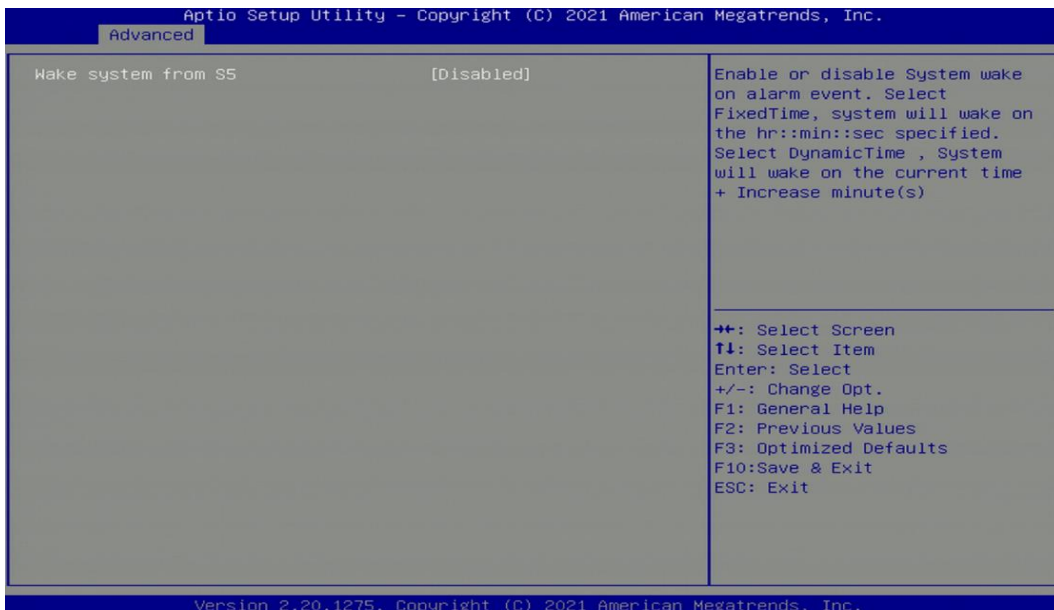 Aptio Setup Utility – Copyright (C) 2021 American Megatrends, Inc.
Advanced
Wake system from S5 [Disabled]
Enable or disable System wake
on alarm event. Select
FixedTime, system will wake on
the hr::min::sec specified.
Select DynamicTime , System
will wake on the current time
+ Increase minute(s)
→←: Select Screen
↑↓: Select Item
Enter: Select
+/-: Change Opt.
F1: General Help
F2: Previous Values
F3: Optimized Defaults
F10:Save & Exit
ESC: Exit
Version 2.20.1275. Copyright (C) 2021 American Megatrends, Inc.